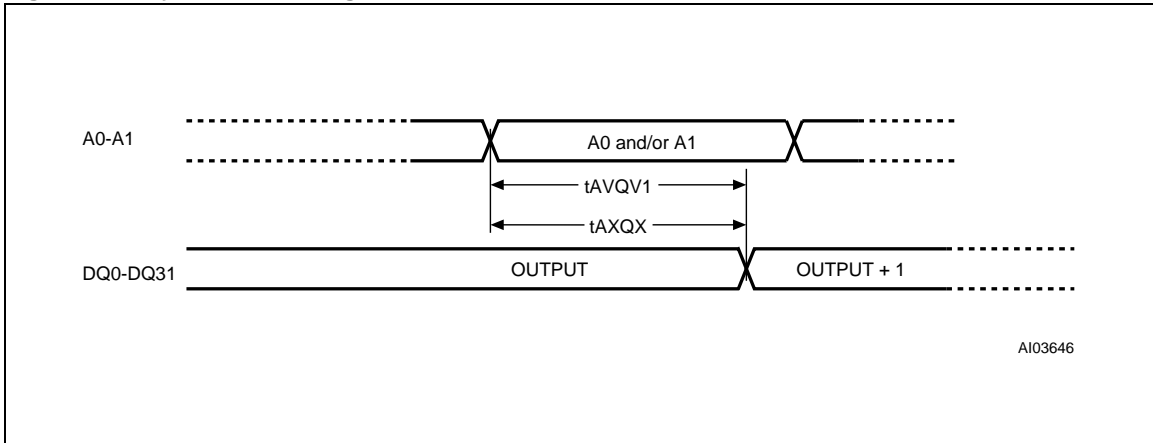 A0-A1
A0 and/or A1
tAVQV1
tAXQX
DQ0-DQ31
OUTPUT
OUTPUT + 1
AI03646